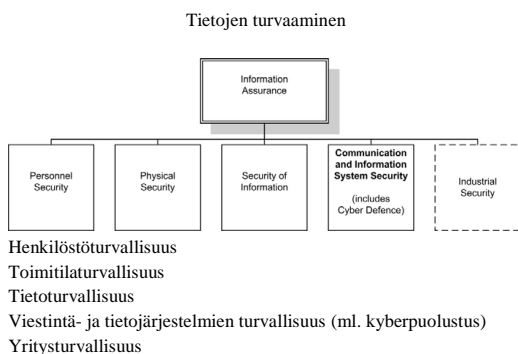 Tietojen turvaaminen
Information
Assurance
Personnel
Security
Physical
Security
Security of
Information
Communication
and Information
System Security
(includes
Cyber Defence)
Industrial
Security
Henkilöstöturvallisuus
Toimitilaturvallisuus
Tietoturvallisuus
Viestintä- ja tietojärjestelmien turvallisuus (ml. kyberpuolustus)
Yritysturvallisuus